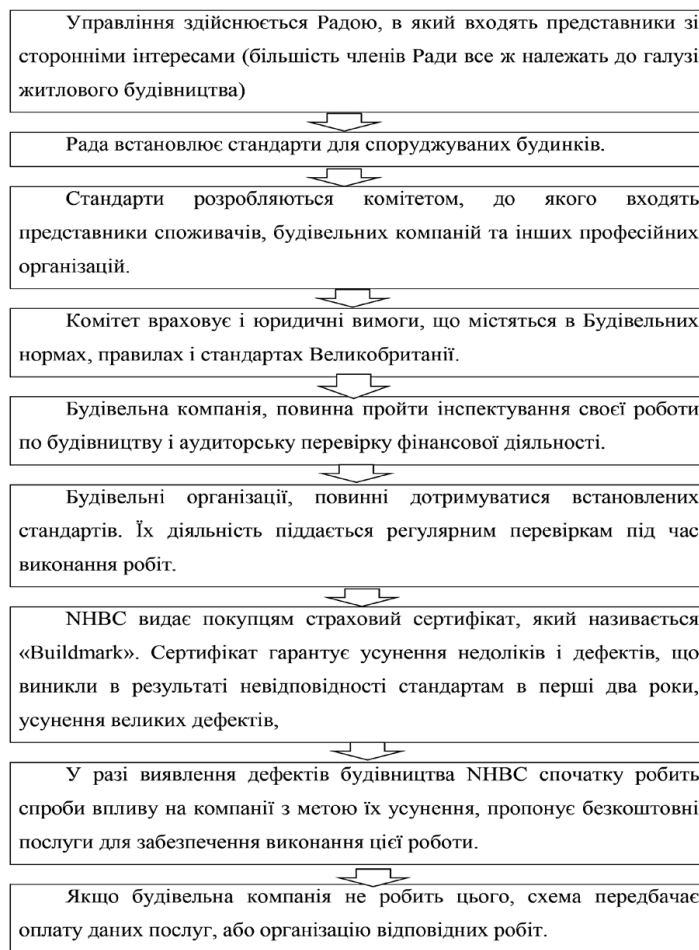 Управління здійснюється Радою, в який входять представники зі
сторонніми інтересами (більшість членів Ради все ж належать до галузі
житлового будівництва)
Рада встановлює стандарти для споруджуваних будинків.
Стандарти розробляються комітетом, до якого входять
представники споживачів, будівельних компаній та інших професійних
організацій.
Комітет враховує і юридичні вимоги, що містяться в Будівельних
нормах, правилах і стандартах Великобританії.
Будівельна компанія, повинна пройти інспектування своєї роботи
по будівництву і аудиторську перевірку фінансової діяльності.
Будівельні організації, повинні дотримуватися встановлених
стандартів. Їх діяльність піддається регулярним перевіркам під час
виконання робіт.
NHBC видає покупцям страховий сертифікат, який називається
«Buildmark». Сертифікат гарантує усунення недоліків і дефектів, що
виникли в результаті невідповідності стандартам в перші два роки,
усунення великих дефектів,
У разі виявлення дефектів будівництва NHBC спочатку робить
спроби впливу на компанії з метою їх усунення, пропонує безкоштовні
послуги для забезпечення виконання цієї роботи.
Якщо будівельна компанія не робить цього, схема передбачає
оплату даних послуг, або організацію відповідних робіт.